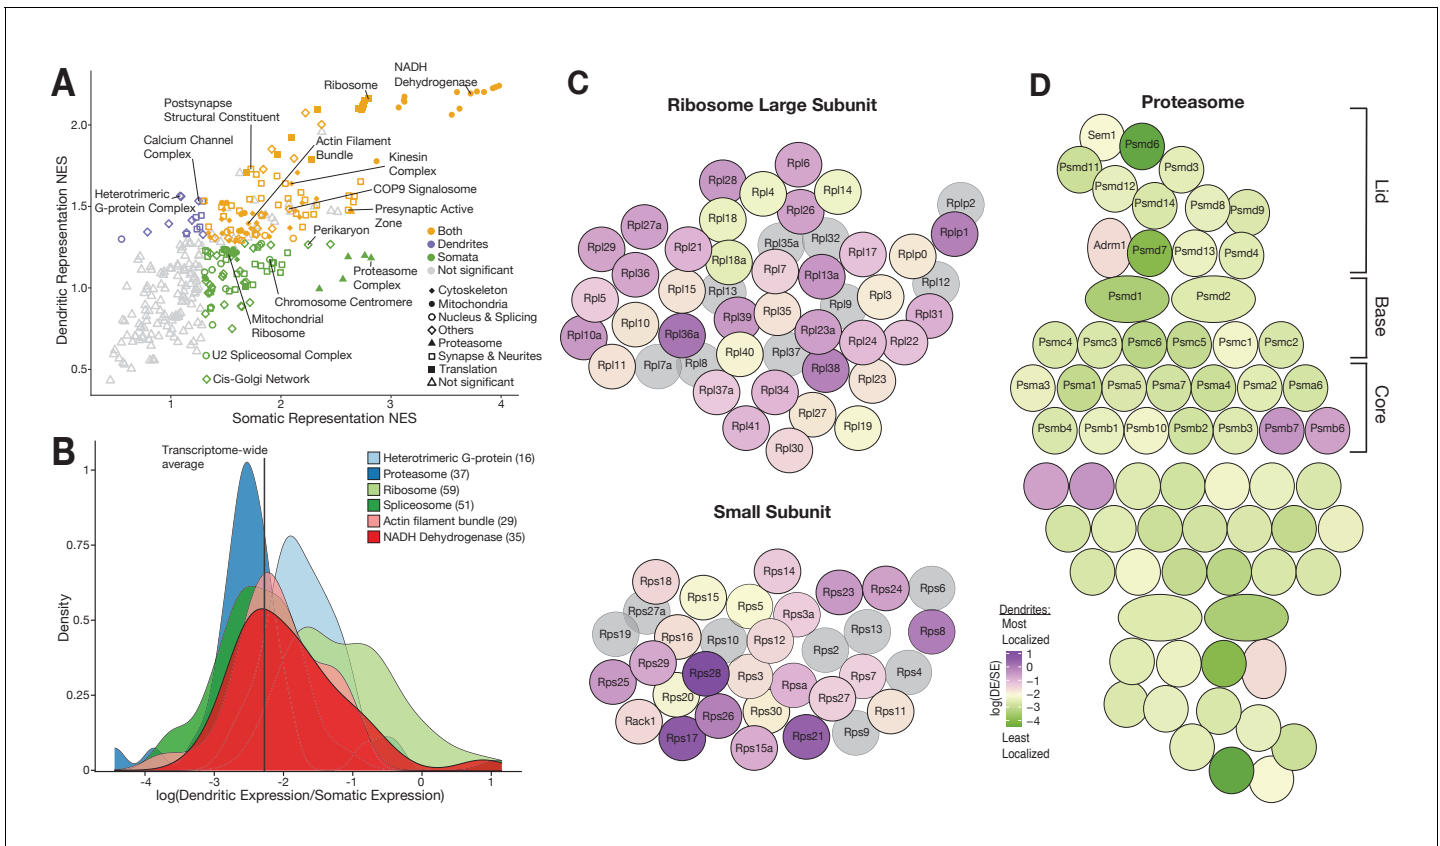 A
Dendritic Representation NES
2.0
1.5
1.0
0.5
1
2
3
4
Somatic Representation NES
NADH
Dehydrogenase
Ribosome
Postsynapse
Structural Constituent
Calcium Channel
Complex
Actin Filament
Bundle
Kinesin
Complex
Heterotrimeric
G-protein Complex
COP9 Signalosome
Presynaptic Active
Zone
Perikaryon
Proteasome
Complex
Chromosome Centromere
Mitochondrial
Ribosome
U2 Spliceosomal Complex
Cis-Golgi Network
Both
Dendrites
Somata
Not significant
Cytoskeleton
Mitochondria
Nucleus & Splicing
Others
Proteasome
Synapse & Neurites
Translation
Not significant
B
Transcriptome-wide
average
Heterotrimeric G-protein (16)
Proteasome (37)
Ribosome (59)
Spliceosome (51)
Actin filament bundle (29)
NADH Dehydrogenase (35)
Density
1
0.75
0.5
0.25
0
-4
-3
-2
-1
0
1
log(Dendritic Expression/Somatic Expression)
C
Ribosome Large Subunit
Rpl6
Rpl28
Rpl4
Rpl14
Rplp2
Rpl27a
Rpl18
Rpl26
Rplp1
Rpl29
Rpl21
Rpl35a
Rpl32
Rpl17
Rplp0
Rpl36
Rpl18a
Rpl7
Rpl13a
Rpl12
Rpl5
Rpl15
Rpl13
Rpl9
Rpl3
Rpl10a
Rpl10
Rpl36a
Rpl39
Rpl35
Rpl23a
Rpl24
Rpl22
Rpl31
Rpl11
Rpl7a
Rpl8
Rpl40
Rpl37
Rpl38
Rpl23
Rpl37a
Rpl34
Rpl27
Rpl41
Rpl19
Rpl30
Small Subunit
Rps14
Rps18
Rps15
Rps5
Rps23
Rps24
Rps6
Rps27a
Rps3a
Rps19
Rps16
Rps10
Rps12
Rps13
Rps8
Rps2
Rps29
Rps28
Rps3
Rpsa
Rps7
Rps4
Rps25
Rps20
Rps27
Rack1
Rps26
Rps30
Rps11
Rps17
Rps15a
Rps21
Rps9
D
Proteasome
Sem1
Psmd6
Psmd11
Psmd3
Psmd12
Psmd14
Psmd8
Psmd9
Adrm1
Psmd7
Psmd13
Psmd4
Psmd1
Psmd2
Psmc4
Psmc3
Psmc6
Psmc5
Psmc1
Psmc2
Psma3
Psma1
Psma5
Psma7
Psma4
Psma2
Psma6
Psmb4
Psmb1
Psmb10
Psmb2
Psmb3
Psmb7
Psmb6
Lid
Base
Core
Dendrites:
Most
Localized
log(DE/SE)
1
0
−1
−2
−3
−4
Least
Localized